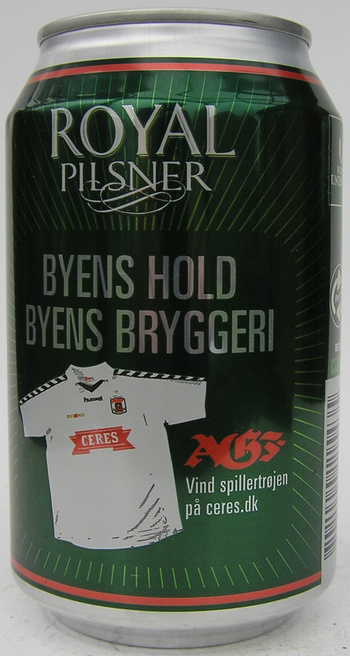 ROYAL
PILSNER
BYENS HOLD
BYENS BRYGGERI
hummel
CERES
AGF
Vind spillertrøjen
på ceres.dk